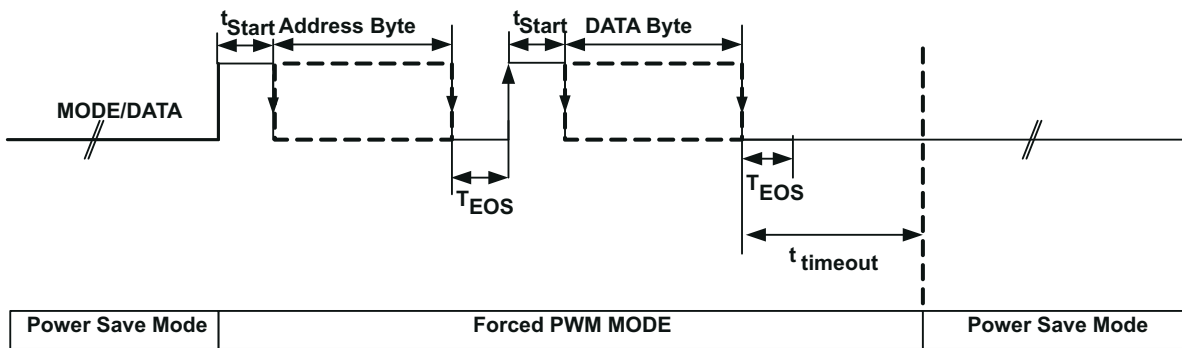 tStart Address Byte tStart DATA Byte
MODE/DATA
TEOS TEOS
t timeout
Power Save Mode Forced PWM MODE Power Save Mode